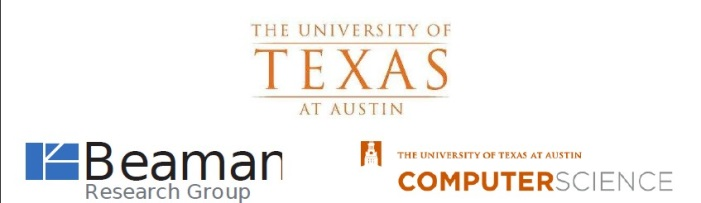 THE UNIVERSITY OF
TEXAS
AT AUSTIN
Beaman
Research Group
THE UNIVERSITY OF TEXAS AT AUSTIN
COMPUTERSCIENCE